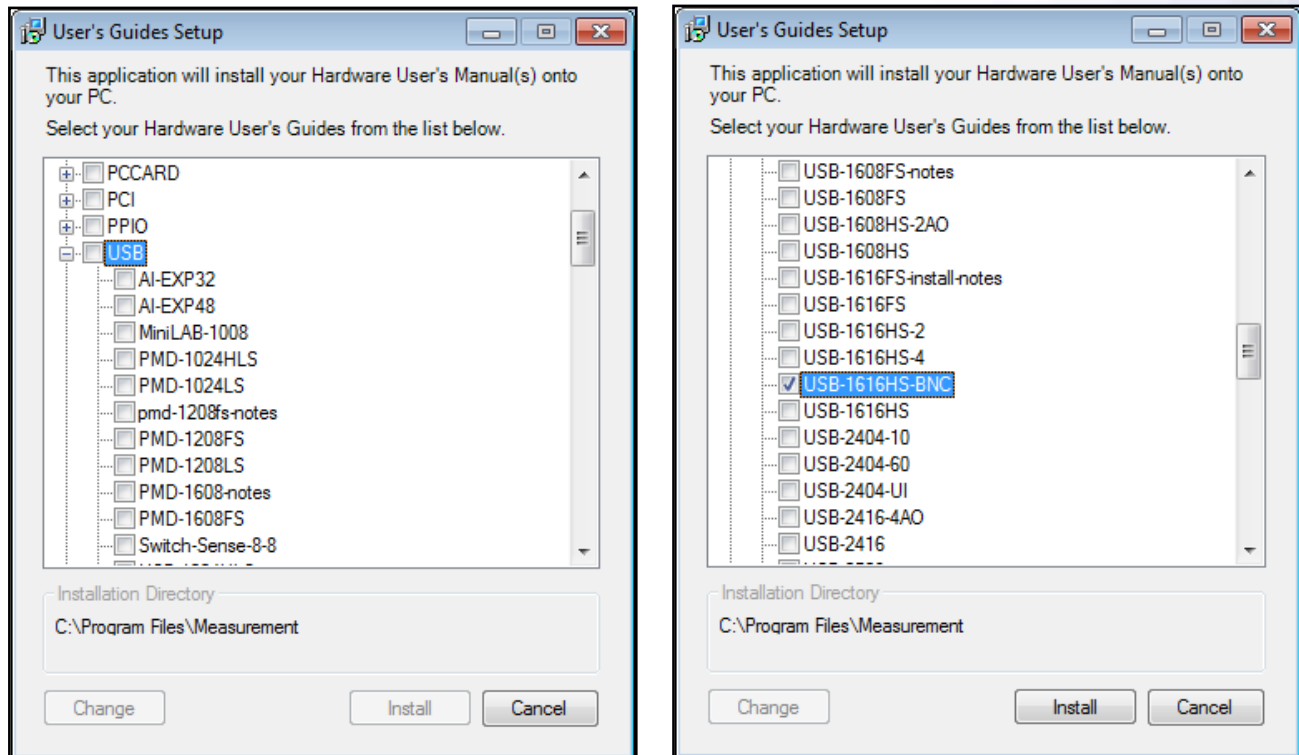 User's Guides Setup
This application will install your Hardware User's Manual(s) onto
your PC.
Select your Hardware User's Guides from the list below.
PCCARD
PCI
PPIO
USB
AI-EXP32
AI-EXP48
MiniLAB-1008
PMD-1024HLS
PMD-1024LS
pmd-1208fs-notes
PMD-1208FS
PMD-1208LS
PMD-1608-notes
PMD-1608FS
Switch-Sense-8-8
Installation Directory
C:\Program Files\Measurement
Change
Install
Cancel
User's Guides Setup
This application will install your Hardware User's Manual(s) onto
your PC.
Select your Hardware User's Guides from the list below.
USB-1608FS-notes
USB-1608FS
USB-1608HS-2AO
USB-1608HS
USB-1616FS-install-notes
USB-1616FS
USB-1616HS-2
USB-1616HS-4
USB-1616HS-BNC
USB-1616HS
USB-2404-10
USB-2404-60
USB-2404-UI
USB-2416-4AO
USB-2416
Installation Directory
C:\Program Files\Measurement
Change
Install
Cancel